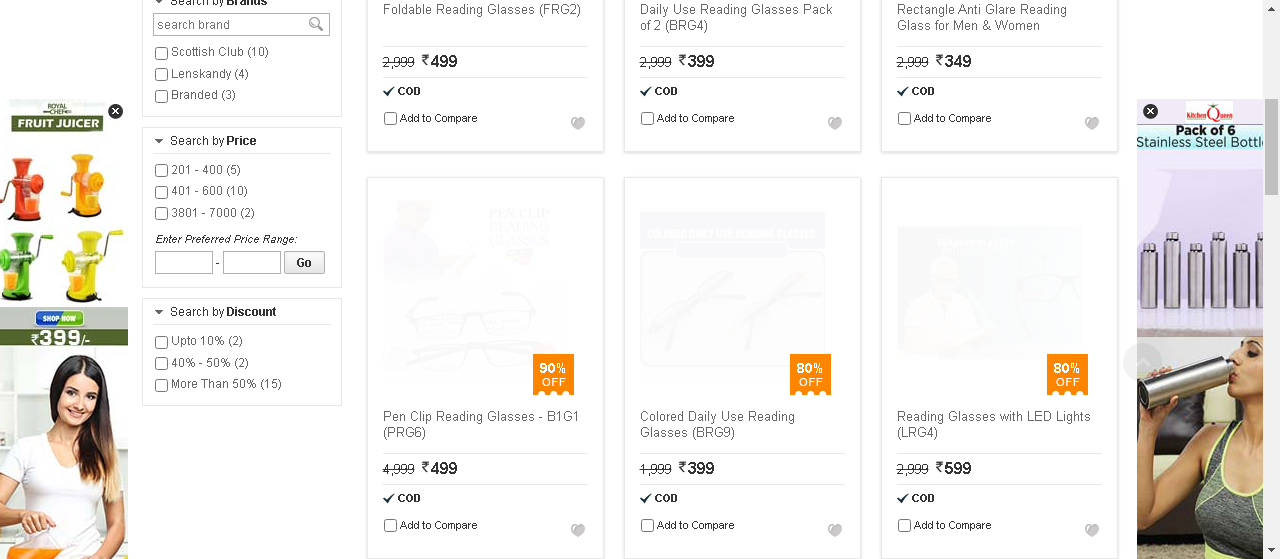 Search by Brands
search brand
Scottish Club (10)
Lenskandy (4)
Branded (3)
Search by Price
201 - 400 (5)
401 - 600 (10)
3801 - 7000 (2)
Enter Preferred Price Range:
- Go
Search by Discount
Upto 10% (2)
40% - 50% (2)
More Than 50% (15)
ROYAL
CHEF
FRUIT JUICER
SHOP NOW
₹399/-
Foldable Reading Glasses (FRG2)
2,999 ₹499
COD
Add to Compare
Daily Use Reading Glasses Pack
of 2 (BRG4)
2,999 ₹399
COD
Add to Compare
Rectangle Anti Glare Reading
Glass for Men & Women
2,999 ₹349
COD
Add to Compare
PEN CLIP
READING
GLASSES
90%
OFF
Pen Clip Reading Glasses - B1G1
(PRG6)
4,999 ₹499
COD
Add to Compare
COLORED DAILY USE READING GLASSES
80%
OFF
Colored Daily Use Reading
Glasses (BRG9)
1,999 ₹399
COD
Add to Compare
READING GLASSES
80%
OFF
Reading Glasses with LED Lights
(LRG4)
2,999 ₹599
COD
Add to Compare
Kitchen Queen
Pack of 6
Stainless Steel Bottl